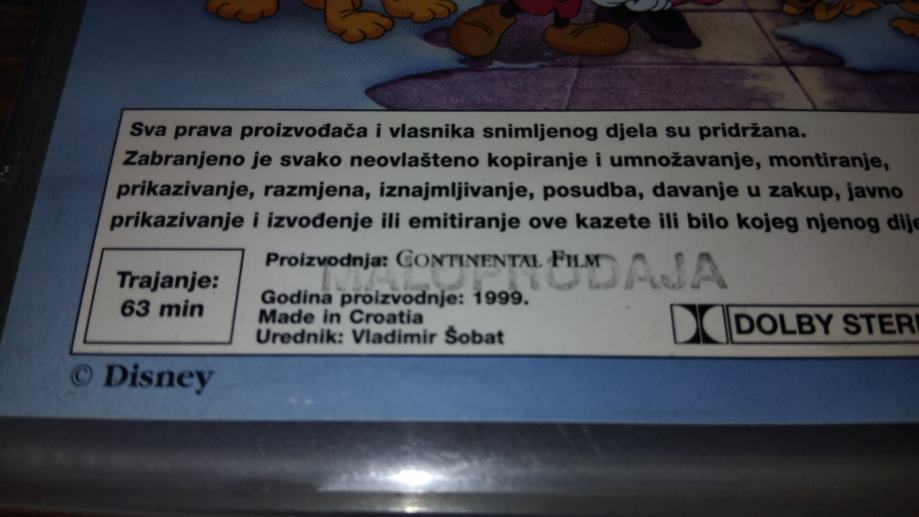 Sva prava proizvođača i vlasnika snimljenog djela su pridržana.
Zabranjeno je svako neovlašteno kopiranje i umnožavanje, montiranje,
prikazivanje, razmjena, iznajmljivanje, posudba, davanje u zakup, javno
prikazivanje i izvođenje ili emitiranje ove kazete ili bilo kojeg njenog
Trajanje:
63 min
Proizvodnja: CONTINENTAL FILM
MALOPRODAJA
Godina proizvodnje: 1999.
Made in Croatia
Urednik: Vladimir Šobat
DOLBY
© Disney